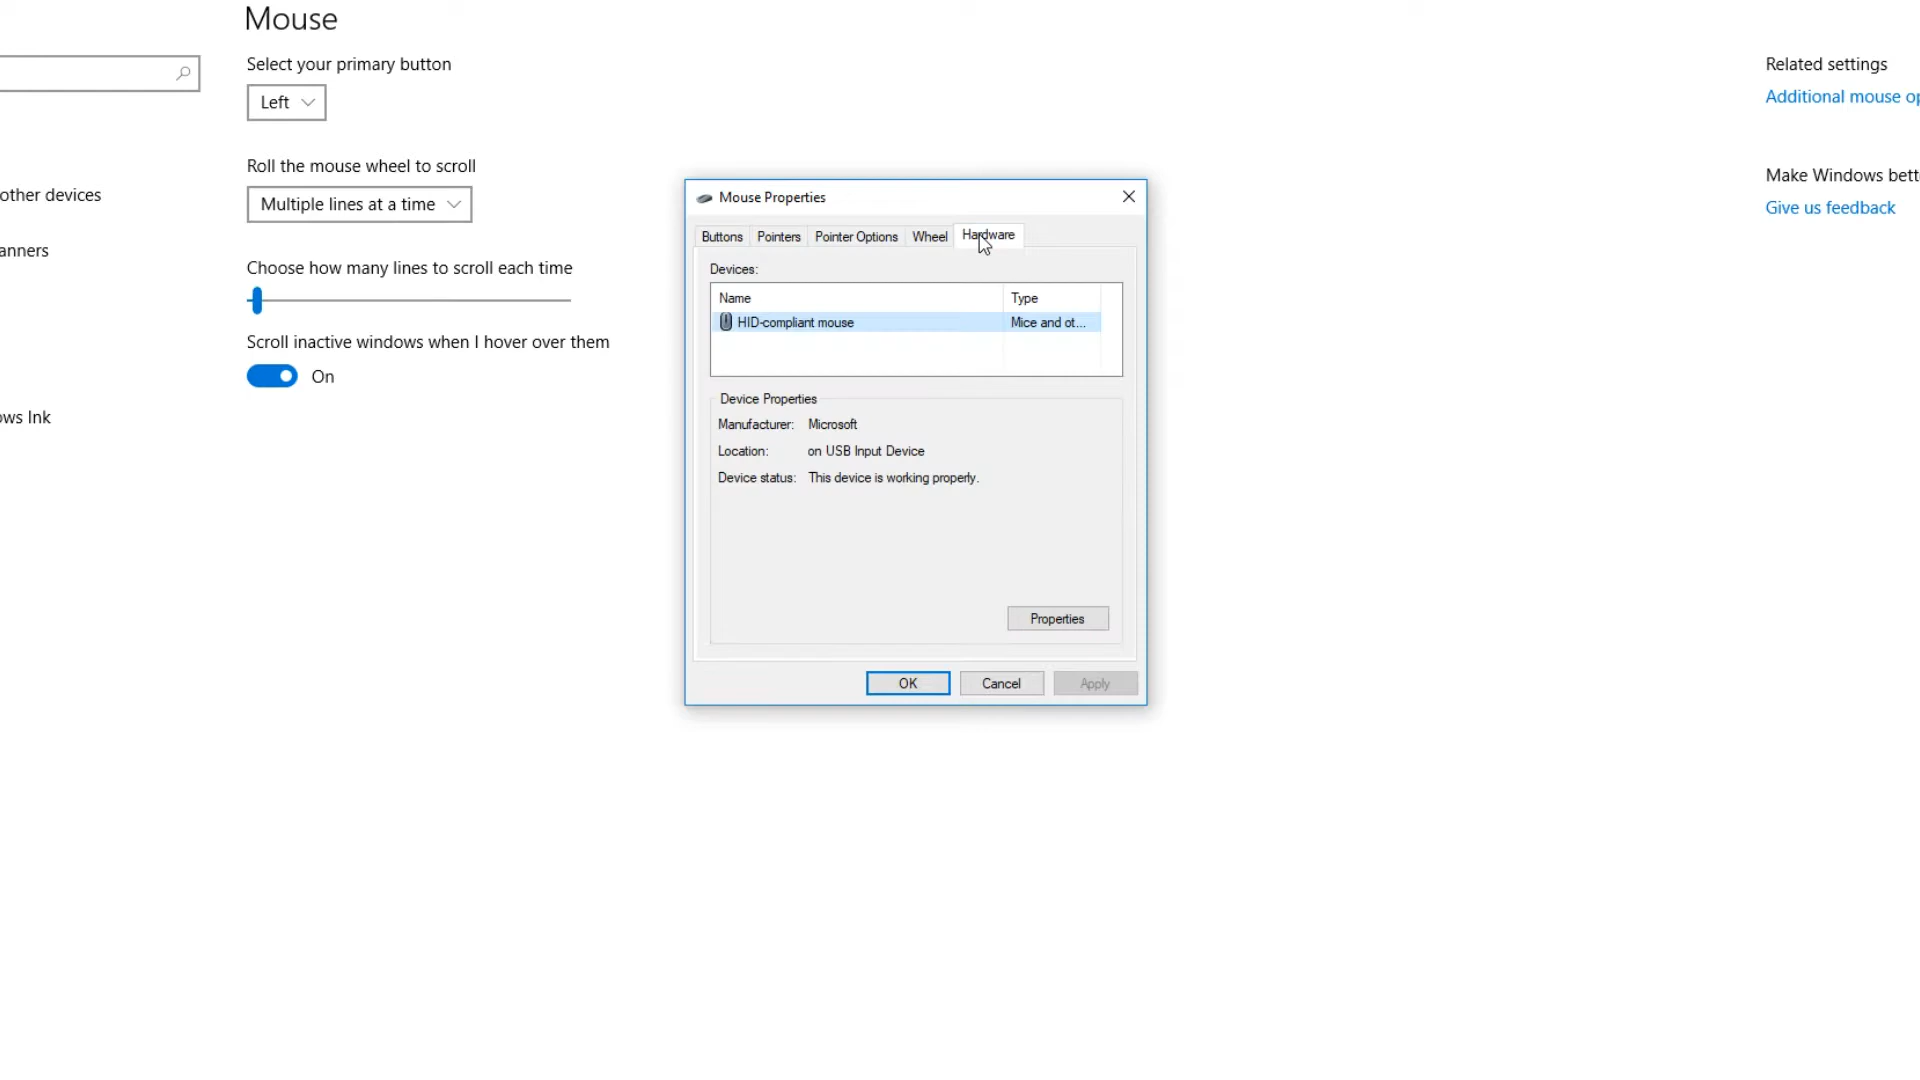 Mouse
Select your primary button
Left
Roll the mouse wheel to scroll
Multiple lines at a time
Choose how many lines to scroll each time
Scroll inactive windows when I hover over them
On
other devices
anners
ows Ink
Mouse Properties
Buttons Pointers Pointer Options Wheel Hardware
Devices:
Name Type
HID-compliant mouse Mice and ot...
Device Properties
Manufacturer: Microsoft
Location: on USB Input Device
Device status: This device is working properly.
Properties
OK Cancel Apply
Related settings
Additional mouse op
Make Windows bette
Give us feedback